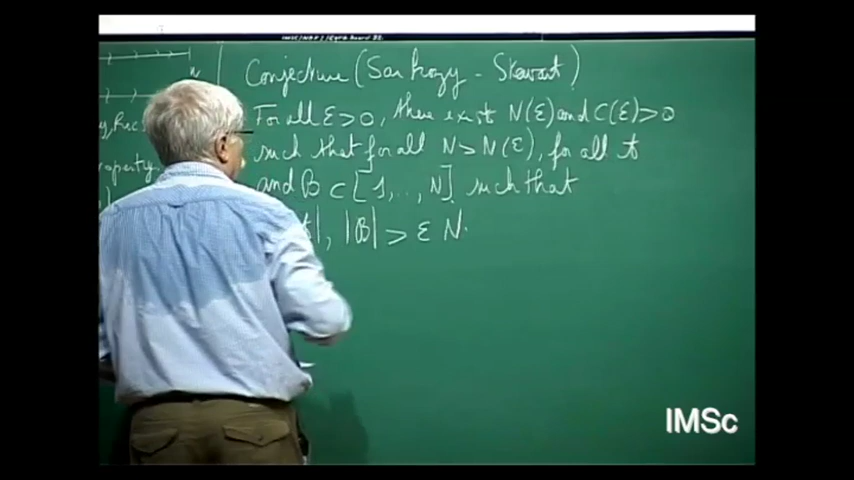 Conjecture (Sarkozy - Stewart)
For all ε > 0, there exist N(ε) and C(ε) > 0
such that for all N > N(ε), for all A
and B ⊂ [1, .., N] such that
|, |B| > ε N.
IMSc